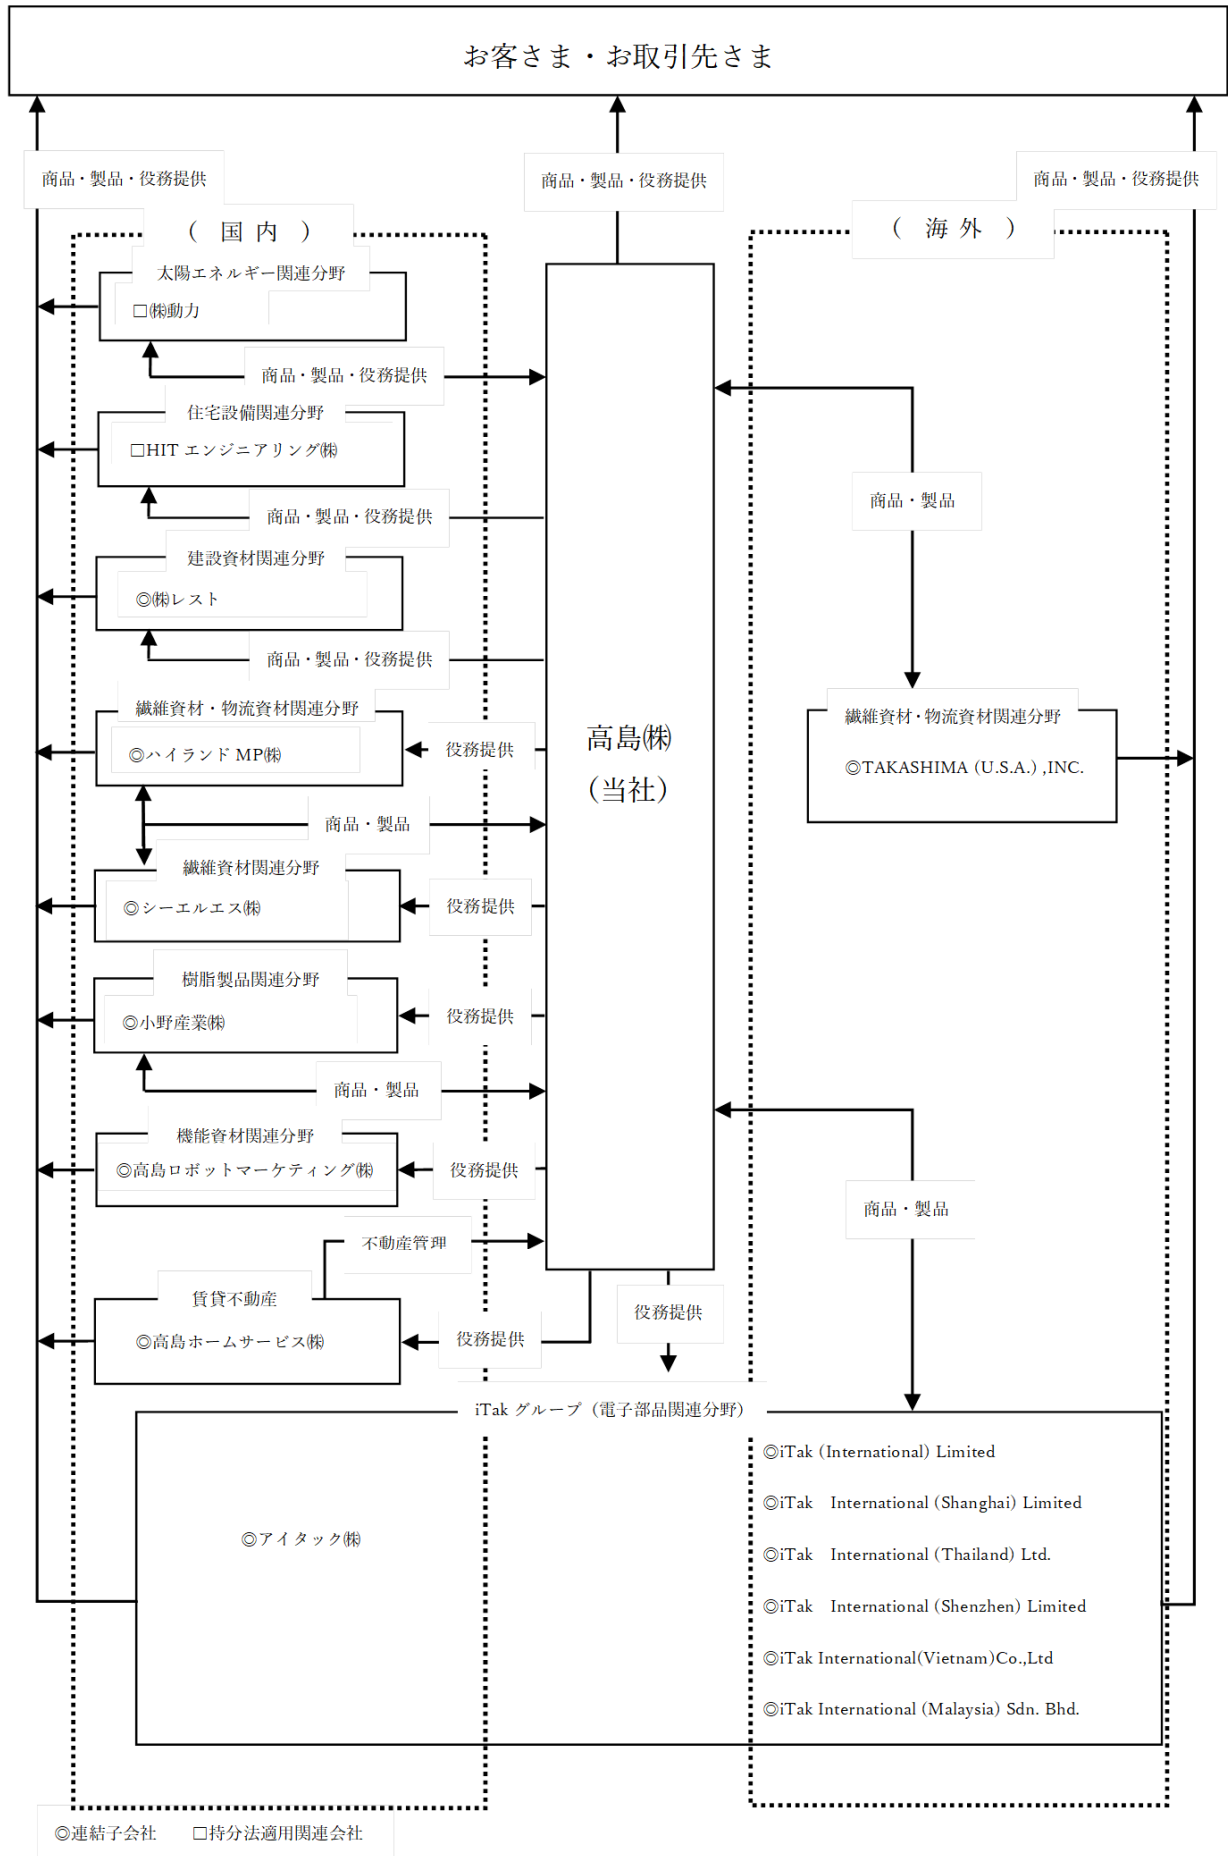 お客さま・お取引先さま
商品・製品・役務提供
商品・製品・役務提供
商品・製品・役務提供
（ 国 内 ）
（ 海 外 ）
太陽エネルギー関連分野
□㈱動力
商品・製品・役務提供
住宅設備関連分野
□HIT エンジニアリング㈱
商品・製品・役務提供
商品・製品
建設資材関連分野
◎㈱レスト
商品・製品・役務提供
繊維資材・物流資材関連分野
◎ハイランド MP㈱
役務提供
高島㈱
（当社）
繊維資材・物流資材関連分野
◎TAKASHIMA (U.S.A.) ,INC.
商品・製品
繊維資材関連分野
◎シーエルエス㈱
役務提供
樹脂製品関連分野
◎小野産業㈱
役務提供
商品・製品
機能資材関連分野
◎高島ロボットマーケティング㈱
役務提供
商品・製品
不動産管理
賃貸不動産
◎高島ホームサービス㈱
役務提供
役務提供
iTak グループ（電子部品関連分野）
◎アイタック㈱
◎iTak (International) Limited
◎iTak　International (Shanghai) Limited
◎iTak　International (Thailand) Ltd.
◎iTak　International (Shenzhen) Limited
◎iTak International(Vietnam)Co.,Ltd
◎iTak International (Malaysia) Sdn. Bhd.
◎連結子会社　　□持分法適用関連会社